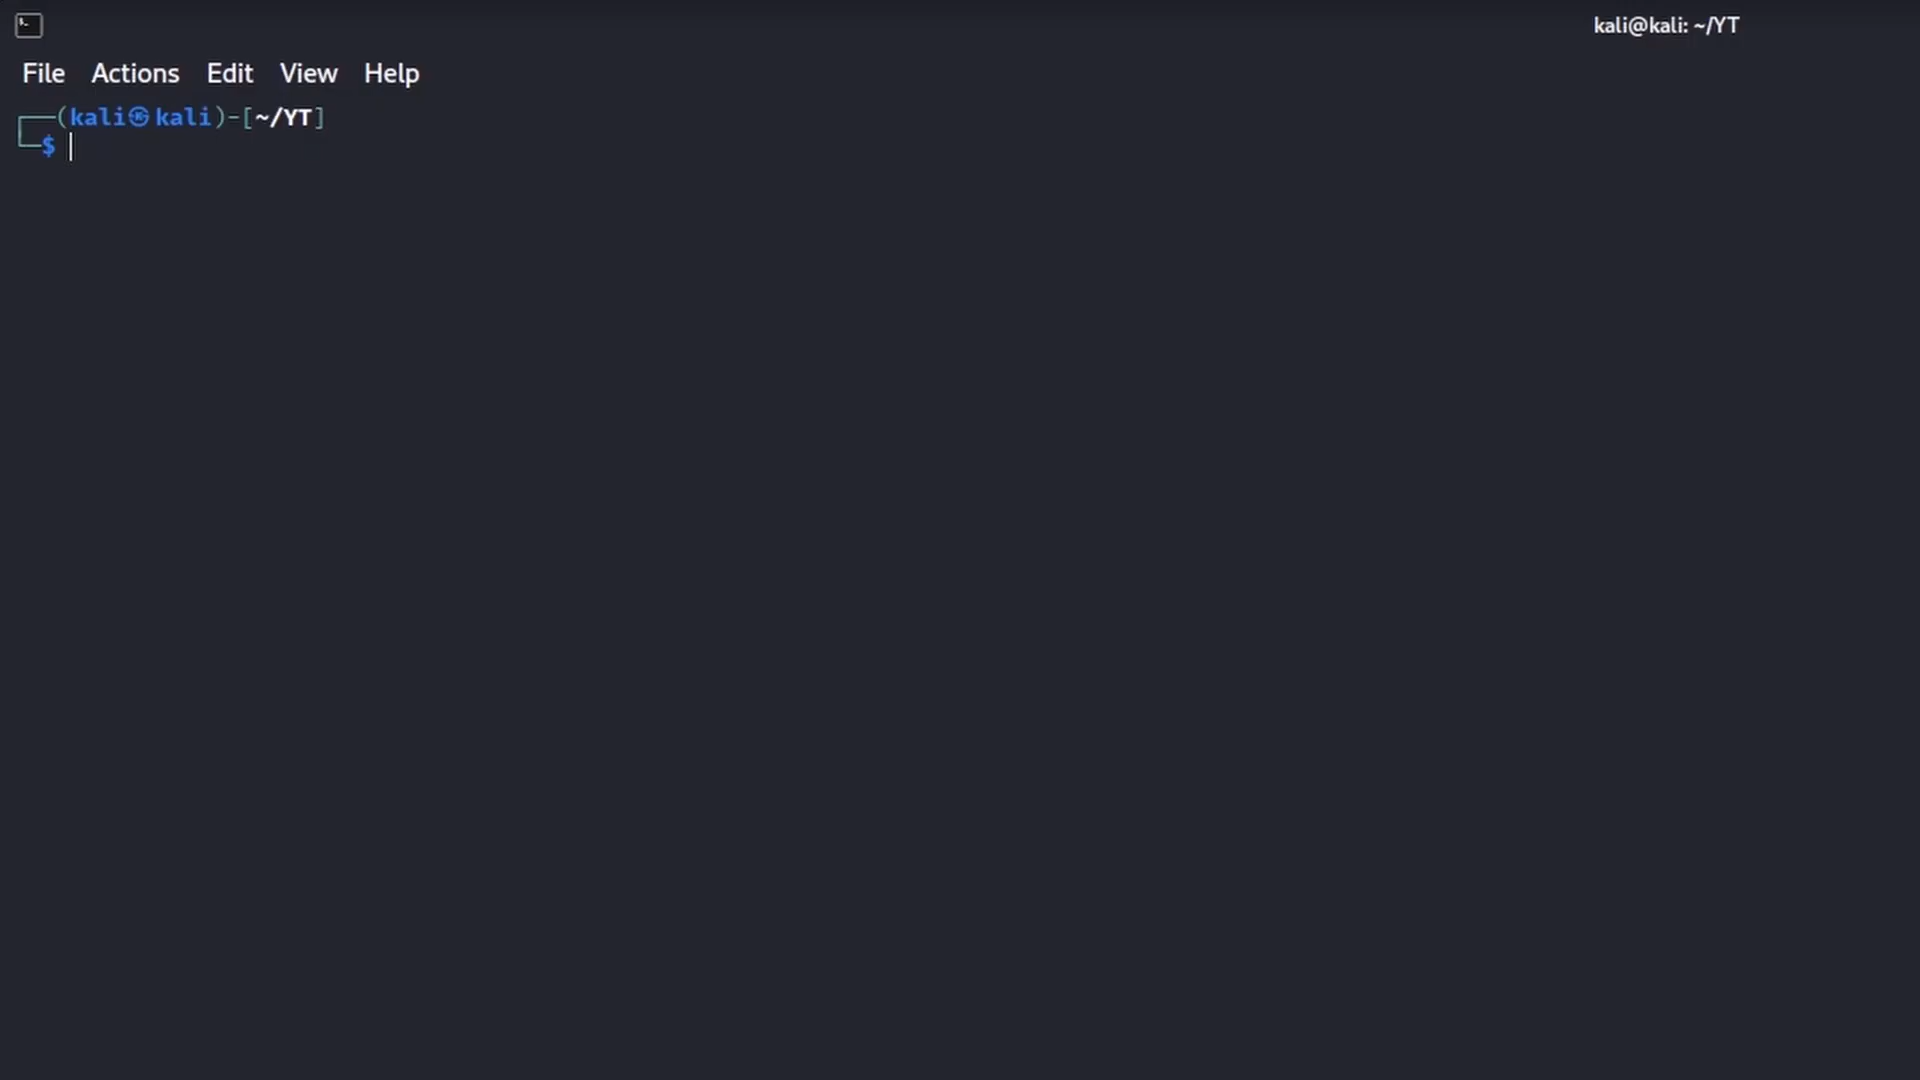 kali@kali: ~/YT
File Actions Edit View Help
┌──(kali㉿kali)-[~/YT]
└─$